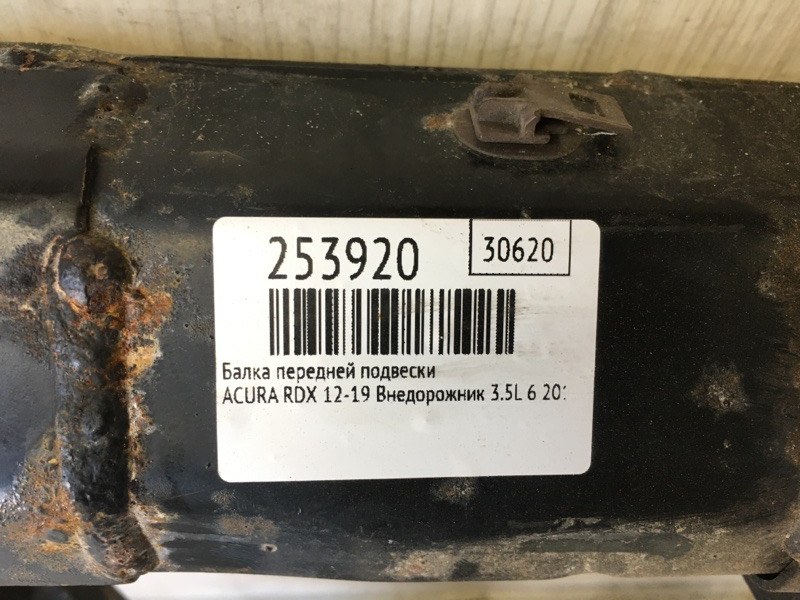 253920
30620
Балка передней подвески
ACURA RDX 12-19 Внедорожник 3.5L 6